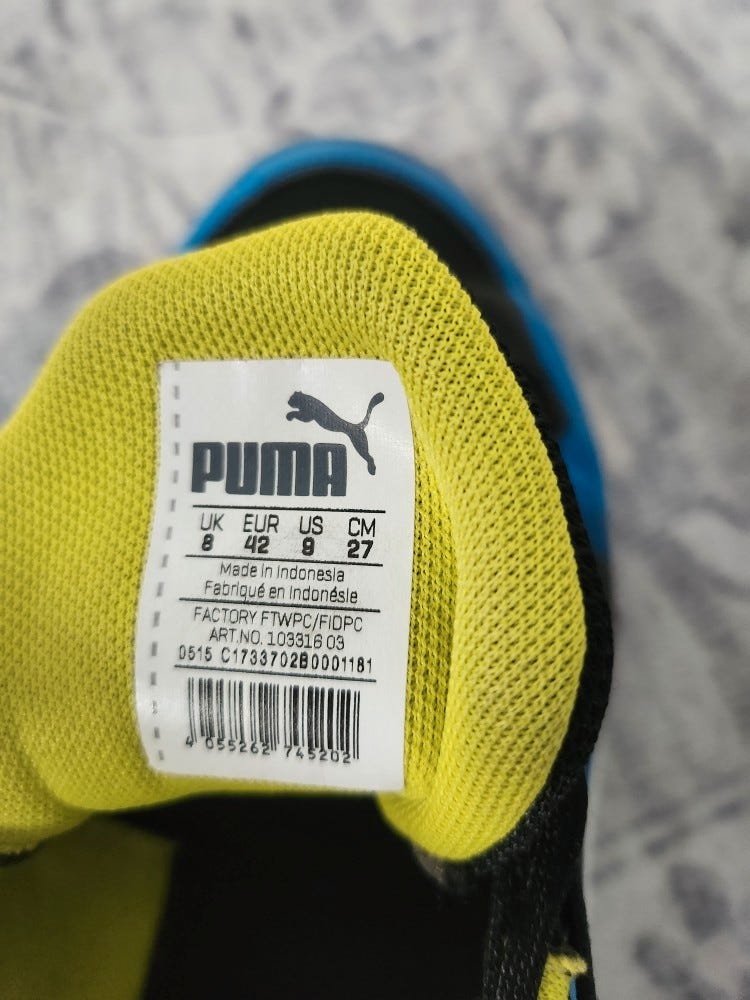 PUMA
UK EUR US CM
8 42 9 27
Made in Indonesia
Fabriqué en Indonésie
FACTORY FTWPC/FIDPC
ART.NO. 103316 03
0515 C1733702B0001181
4 055262 745202